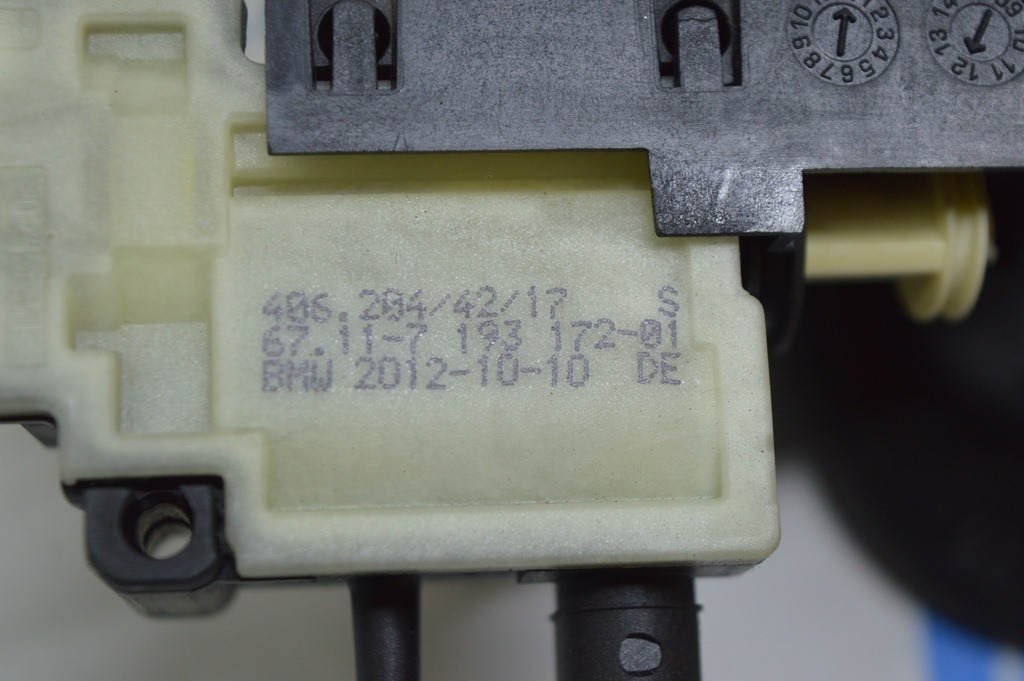 406.204/42/17 S
67.11-7 193 172-01
BMW 2012-10-10 DE